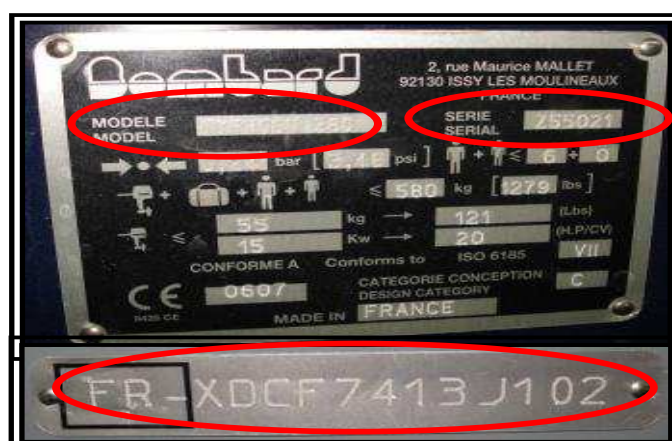 Bombard
2, rue Maurice MALLET
92130 ISSY LES MOULINEAUX
FRANCE
MODELE
MODEL
SERIE
SERIAL
Z55021
bar [ psi ] + ≤ 6 + 0
+ + + ≤ 580 kg [1279 lbs ]
≤ 55 kg → 121 (Lbs)
15 Kw → 20 (H.P/CV)
CONFORME A Conforms to ISO 6185 VII
CE 0607
CATEGORIE CONCEPTION
DESIGN CATEGORY
C
MADE IN FRANCE
FR-XDCF7413J102